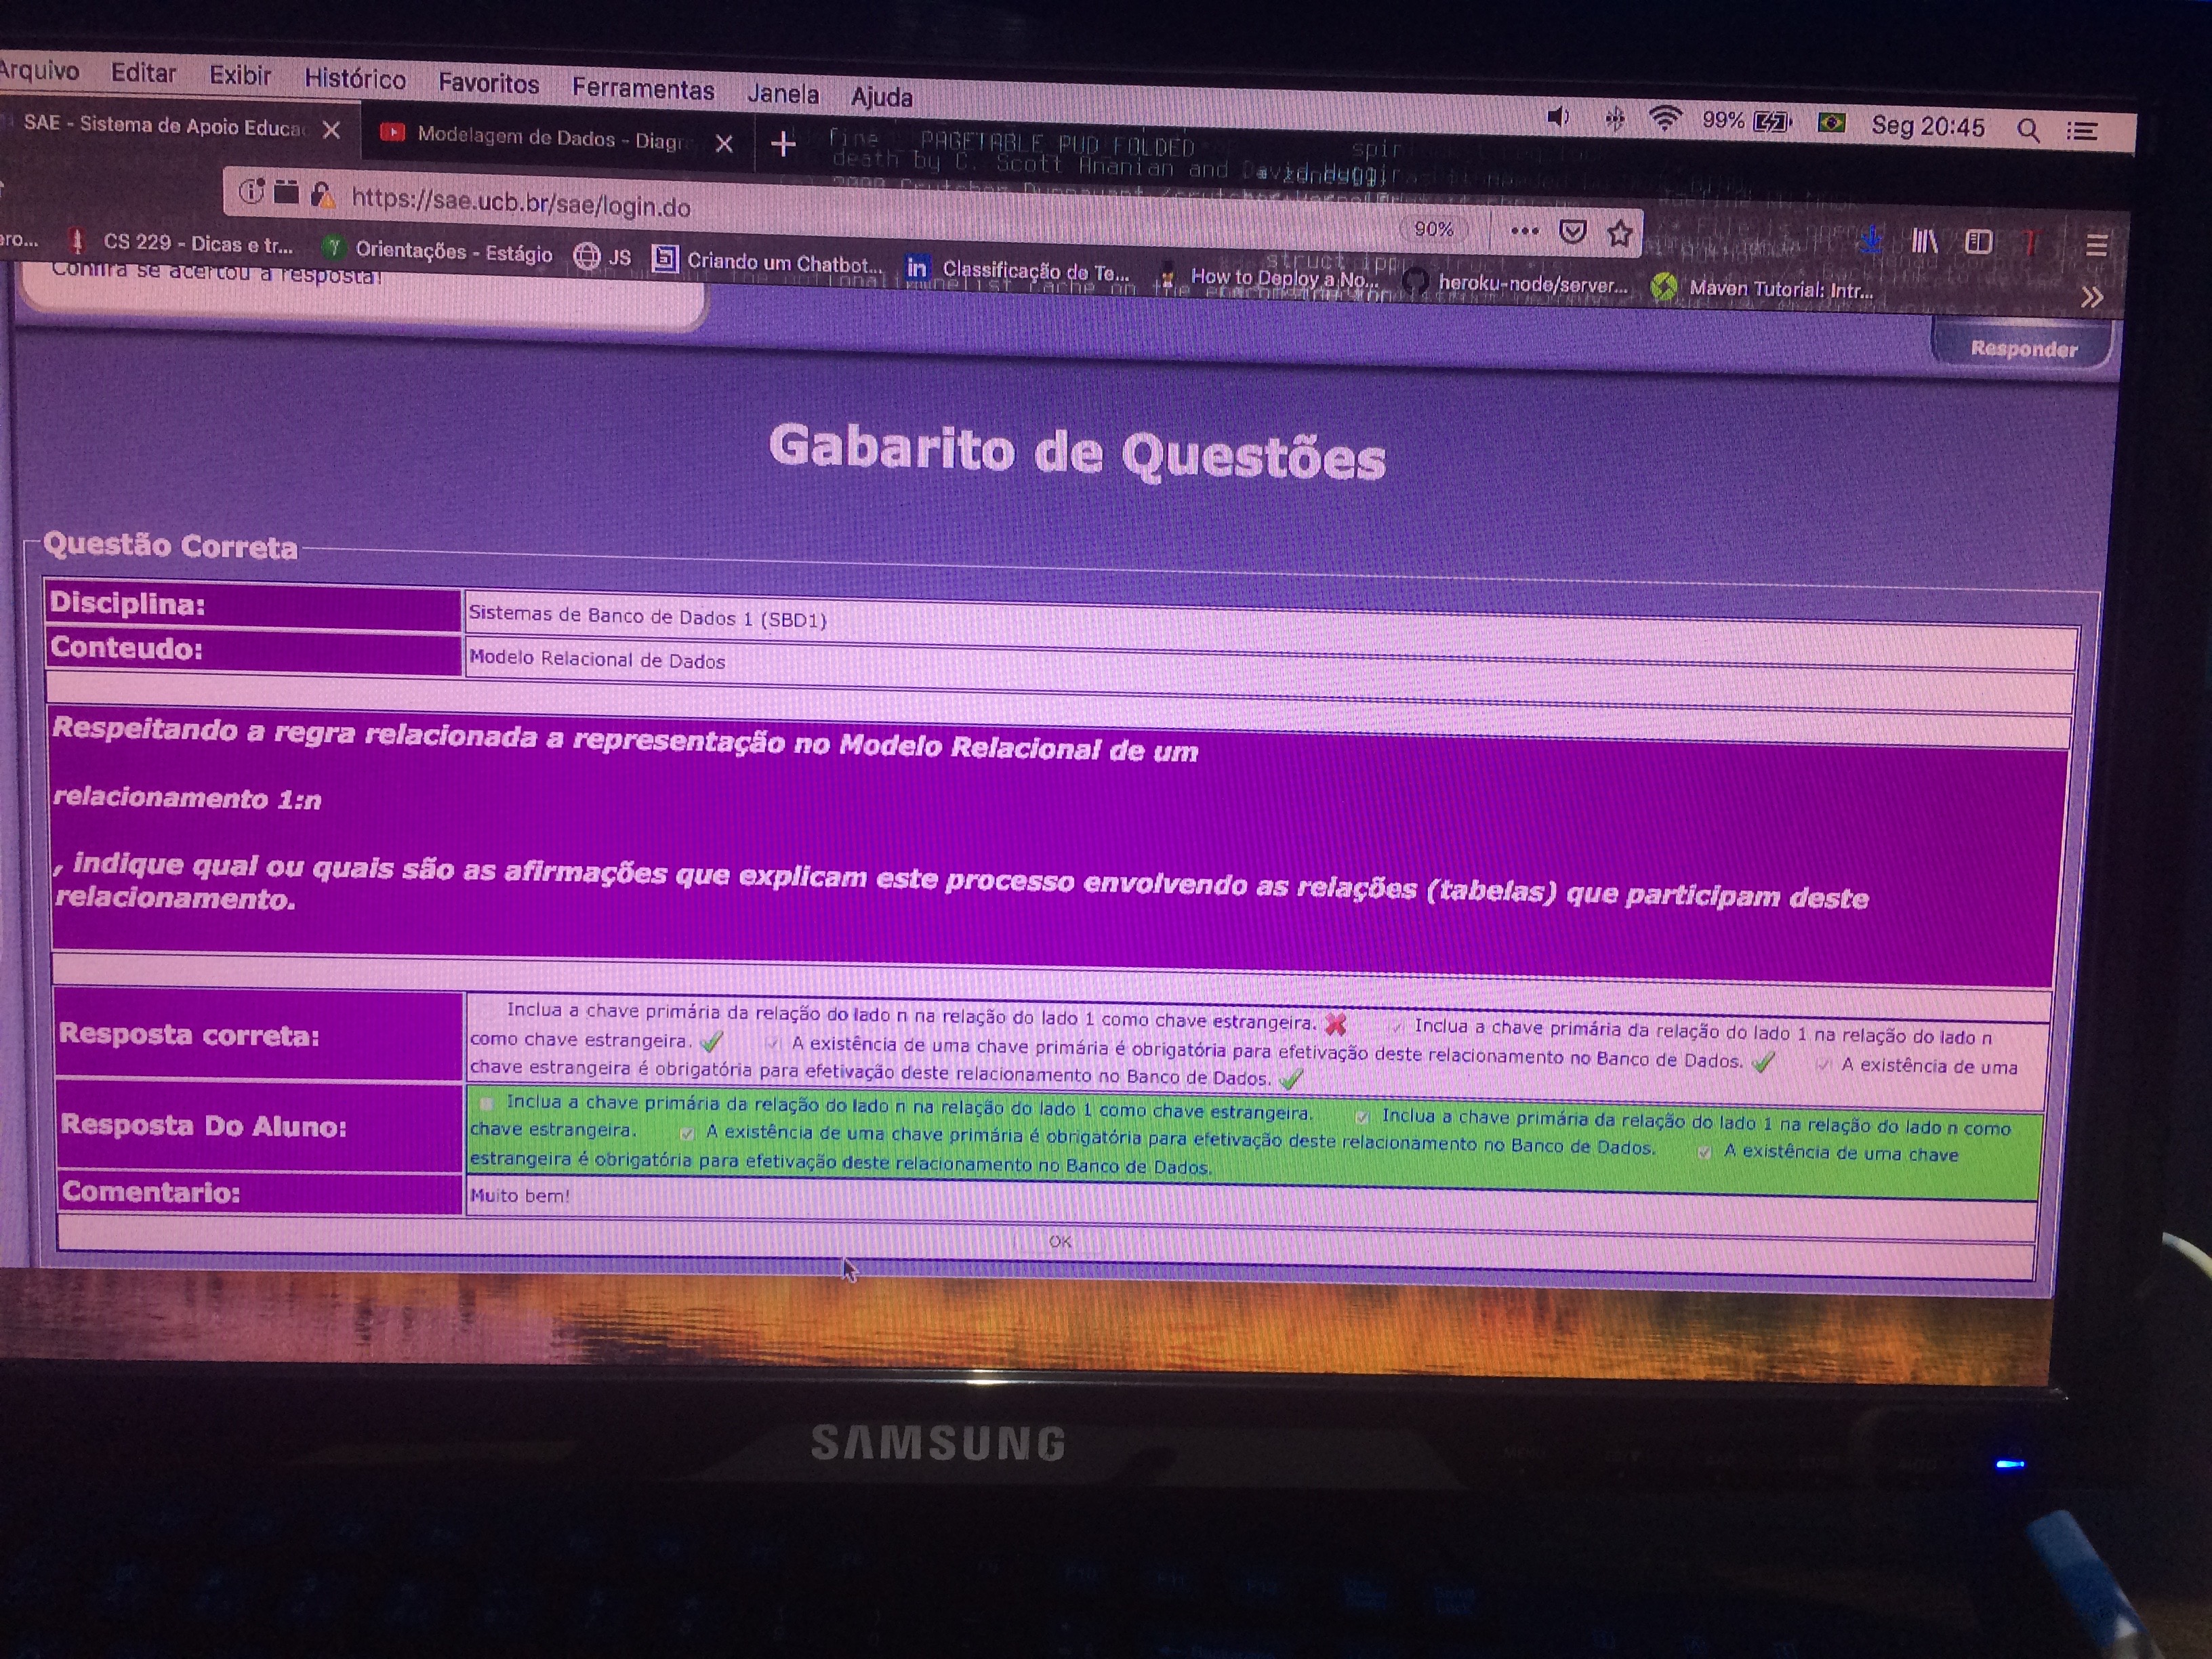 Arquivo Editar Exibir Histórico Favoritos Ferramentas Janela Ajuda
99% Seg 20:45
SAE - Sistema de Apoio Educac
Modelagem de Dados - Diagr
fine PAGETABLE_PUD_FOLDED
death by C. Scott Ananian and
https://sae.ucb.br/sae/login.do
90%
CS 229 - Dicas e tr...
Orientações - Estágio
JS
Criando um Chatbot...
Classificação de Te...
How to Deploy a No...
heroku-node/server...
Maven Tutorial: Intr...
Confira se acertou a resposta!
Responder
Gabarito de Questões
Questão Correta
Disciplina: Sistemas de Banco de Dados 1 (SBD1)
Conteudo: Modelo Relacional de Dados
Respeitando a regra relacionada a representação no Modelo Relacional de um
relacionamento 1:n
, indique qual ou quais são as afirmações que explicam este processo envolvendo as relações (tabelas) que participam deste
relacionamento.
Resposta correta:
Inclua a chave primária da relação do lado n na relação do lado 1 como chave estrangeira. Inclua a chave primária da relação do lado 1 na relação do lado n
como chave estrangeira. A existência de uma chave primária é obrigatória para efetivação deste relacionamento no Banco de Dados. A existência de uma
chave estrangeira é obrigatória para efetivação deste relacionamento no Banco de Dados.
Resposta Do Aluno:
Inclua a chave primária da relação do lado n na relação do lado 1 como chave estrangeira. Inclua a chave primária da relação do lado 1 na relação do lado n como
chave estrangeira. A existência de uma chave primária é obrigatória para efetivação deste relacionamento no Banco de Dados. A existência de uma chave
estrangeira é obrigatória para efetivação deste relacionamento no Banco de Dados.
Comentario: Muito bem!
OK
SAMSUNG